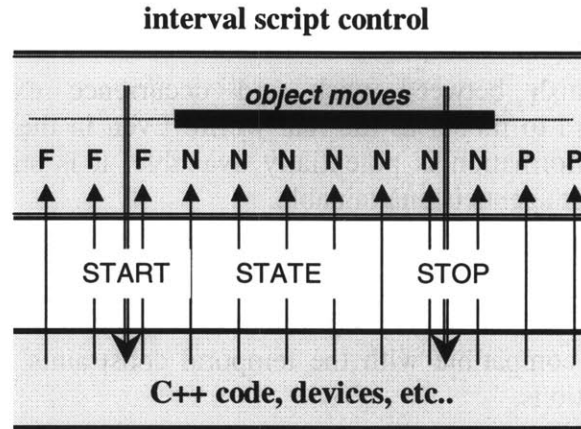 interval script control
object moves
F F F N N N N N N N P P
START STATE STOP
C++ code, devices, etc..